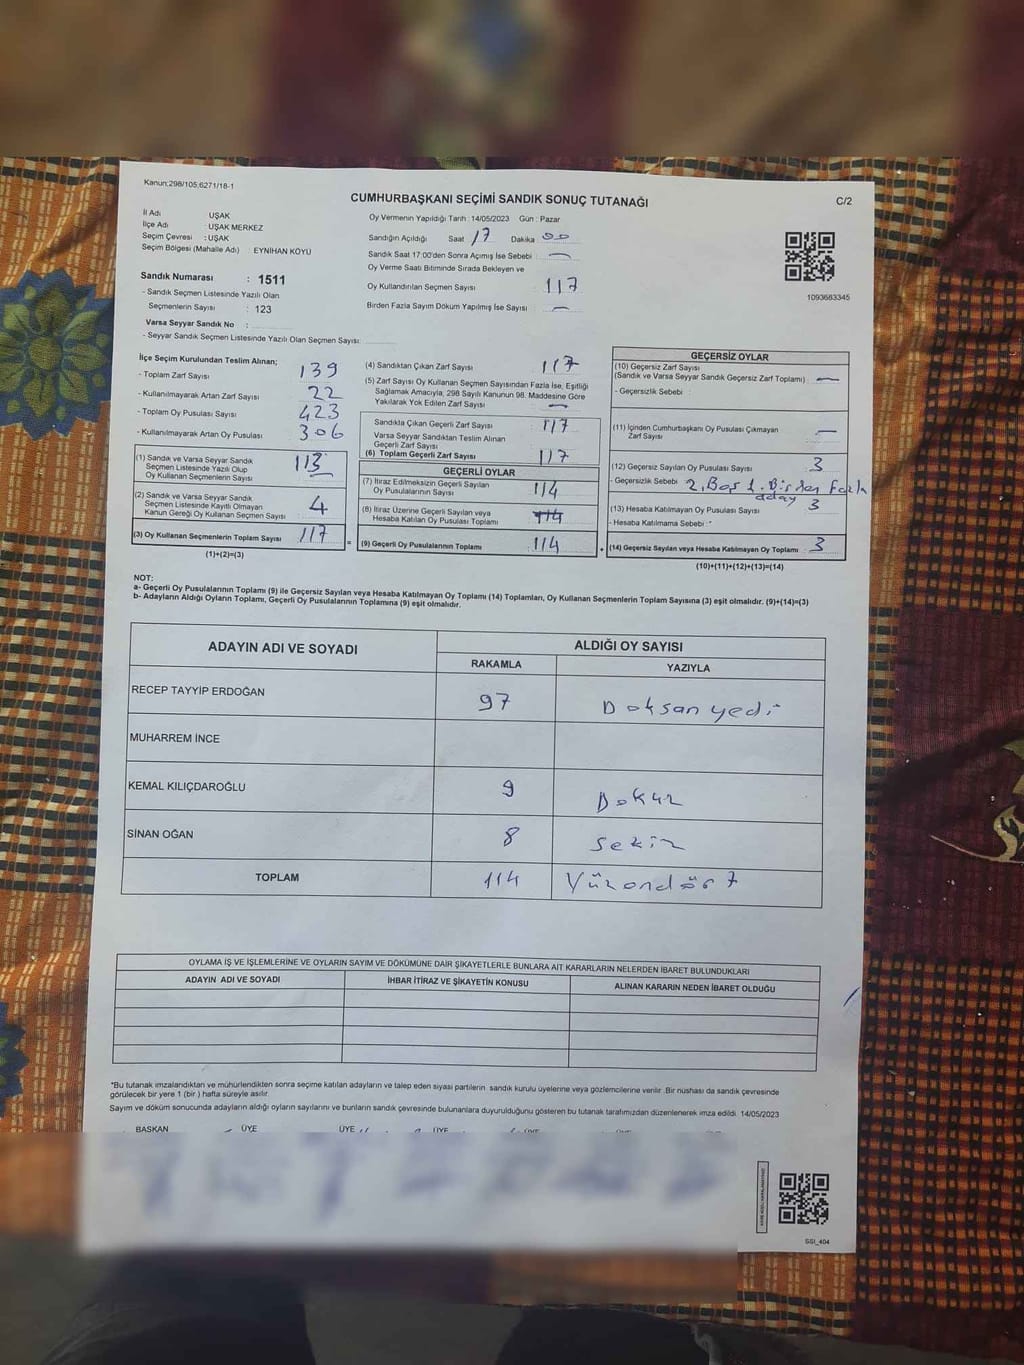 Kanun:298/105;6271/18-1
CUMHURBAŞKANI SEÇİMİ SANDIK SONUÇ TUTANAĞI
C/2
İl Adı UŞAK
İlçe Adı : UŞAK MERKEZ
Seçim Çevresi : UŞAK
Seçim Bölgesi (Mahalle Adı) : EYNİHAN KÖYÜ
Sandık Numarası : 1511
- Sandık Seçmen Listesinde Yazılı Olan
Seçmenlerin Sayısı : 123
Varsa Seyyar Sandık No :
- Seyyar Sandık Seçmen Listesinde Yazılı Olan Seçmen Sayısı:
Oy Vermenin Yapıldığı Tarih : 14/05/2023 Gün : Pazar
Sandığın Açıldığı Saat 17 Dakika 00
Sandık Saat 17:00'den Sonra Açılmış İse Sebebi : —
Oy Verme Saati Bitiminde Sırada Bekleyen ve
Oy Kullandırılan Seçmen Sayısı : 117
Birden Fazla Sayım Döküm Yapılmış İse Sayısı : —
1093683345
İlçe Seçim Kurulundan Teslim Alınan;
- Toplam Zarf Sayısı 139
- Kullanılmayarak Artan Zarf Sayısı 22
- Toplam Oy Pusulası Sayısı 423
- Kullanılmayarak Artan Oy Pusulası 306
(1) Sandık ve Varsa Seyyar Sandık
Seçmen Listesinde Yazılı Olup
Oy Kullanan Seçmenlerin Sayısı 113
(2) Sandık ve Varsa Seyyar Sandık
Seçmen Listesinde Kayıtlı Olmayan
Kanun Gereği Oy Kullanan Seçmen Sayısı 4
(3) Oy Kullanan Seçmenlerin Toplam Sayısı 117
(1)+(2)=(3)
(4) Sandıktan Çıkan Zarf Sayısı 117
(5) Zarf Sayısı Oy Kullanan Seçmen Sayısından Fazla İse, Eşitliği
Sağlamak Amacıyla, 298 Sayılı Kanunun 98. Maddesine Göre
Yakılarak Yok Edilen Zarf Sayısı : —
Sandıkta Çıkan Geçerli Zarf Sayısı : 117
Varsa Seyyar Sandıktan Teslim Alınan
Geçerli Zarf Sayısı
(6) Toplam Geçerli Zarf Sayısı : 117
GEÇERLİ OYLAR
(7) İtiraz Edilmeksizin Geçerli Sayılan
Oy Pusulalarının Sayısı : 114
(8) İtiraz Üzerine Geçerli Sayılan veya
Hesaba Katılan Oy Pusulası Toplamı : 114
= (9) Geçerli Oy Pusulalarının Toplamı : 114
GEÇERSİZ OYLAR
(10) Geçersiz Zarf Sayısı
(Sandık ve Varsa Seyyar Sandık Geçersiz Zarf Toplamı) : —
- Geçersizlik Sebebi :
(11) İçinden Cumhurbaşkanı Oy Pusulası Çıkmayan
Zarf Sayısı : —
(12) Geçersiz Sayılan Oy Pusulası Sayısı : 3
- Geçersizlik Sebebi 2. Boş 1. Birden Fazla
aday
(13) Hesaba Katılmayan Oy Pusulası Sayısı : 3
- Hesaba Katılmama Sebebi :
+ (14) Geçersiz Sayılan veya Hesaba Katılmayan Oy Toplamı : 3
(10)+(11)+(12)+(13)=(14)
NOT:
a- Geçerli Oy Pusulalarının Toplamı (9) ile Geçersiz Sayılan veya Hesaba Katılmayan Oy Toplamı (14) Toplamları, Oy Kullanan Seçmenlerin Toplam Sayısına (3) eşit olmalıdır. (9)+(14)=(3)
b- Adayların Aldığı Oyların Toplamı, Geçerli Oy Pusulalarının Toplamına (9) eşit olmalıdır.
ADAYIN ADI VE SOYADI ALDIĞI OY SAYISI
RAKAMLA YAZIYLA
RECEP TAYYİP ERDOĞAN 97 Doksan yedi
MUHARREM İNCE
KEMAL KILIÇDAROĞLU 9 Dokuz
SİNAN OĞAN 8 Sekiz
TOPLAM 114 Yüzondört
OYLAMA İŞ VE İŞLEMLERİNE VE OYLARIN SAYIM VE DÖKÜMÜNE DAİR ŞİKAYETLERLE BUNLARA AİT KARARLARIN NELERDEN İBARET BULUNDUKLARI
ADAYIN ADI VE SOYADI İHBAR İTİRAZ VE ŞİKAYETİN KONUSU ALINAN KARARIN NEDEN İBARET OLDUĞU
*Bu tutanak imzalandıktan ve mühürlendikten sonra seçime katılan adayların ve talep eden siyasi partilerin sandık kurulu üyelerine veya gözlemcilerine verilir. Bir nüshası da sandık çevresinde
görülecek bir yere 1 (bir) hafta süreyle asılır.
Sayım ve döküm sonucunda adayların aldığı oyların sayılarını ve bunların sandık çevresinde bulunanlara duyurulduğunu gösteren bu tutanak tarafımızdan düzenlenerek imza edildi. 14/05/2023
BAŞKAN ÜYE ÜYE ÜYE ÜYE ÜYE
SSI_404